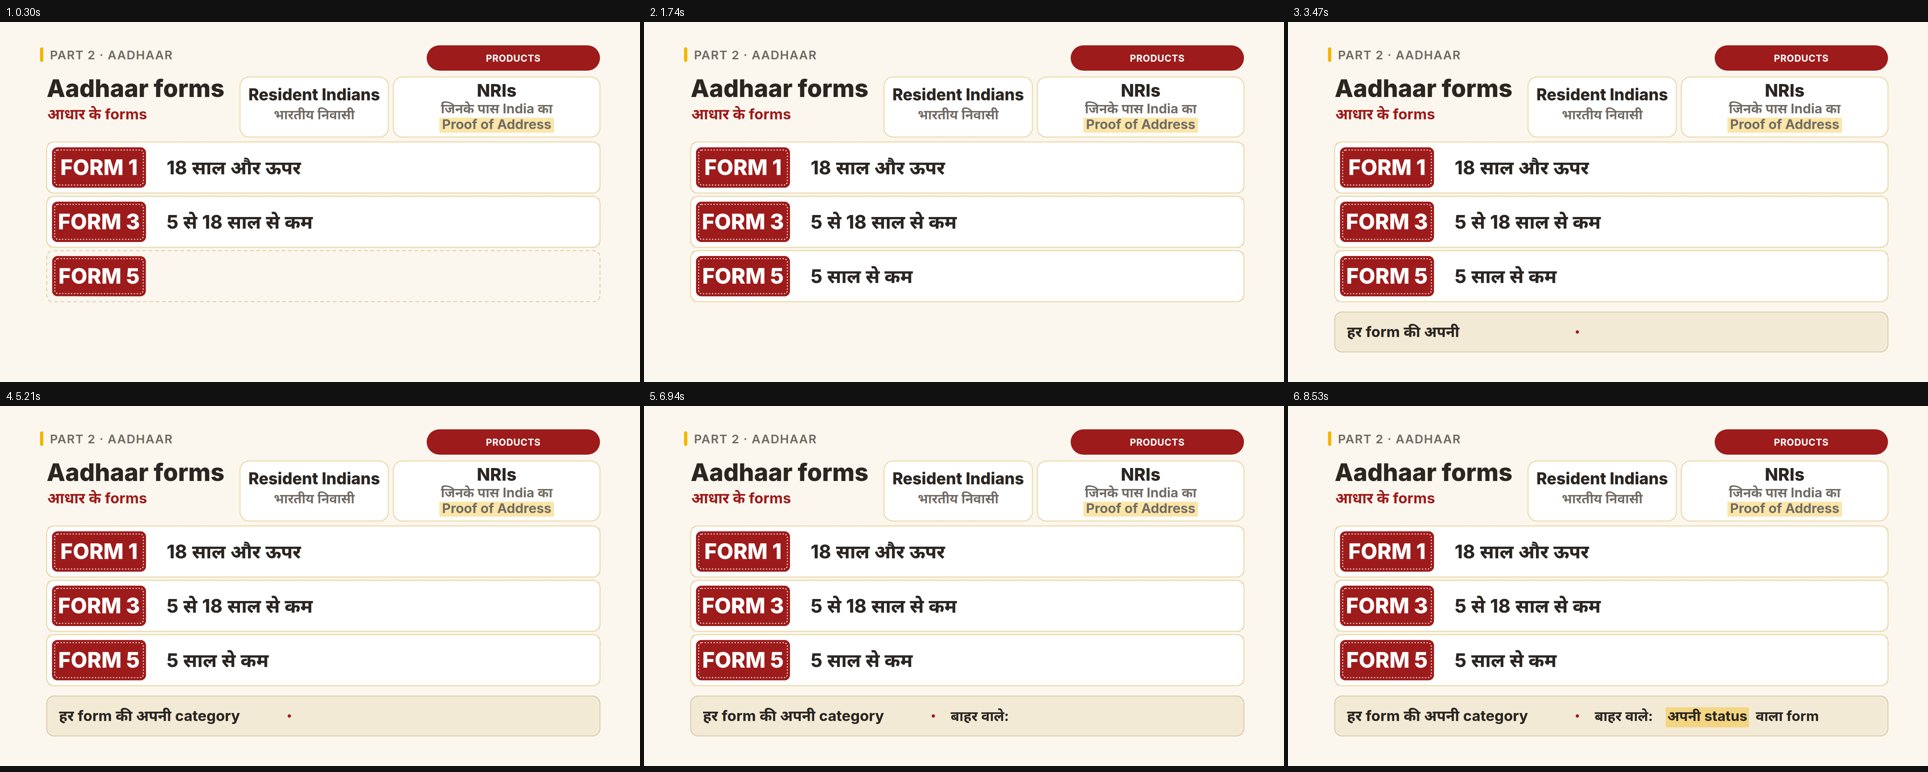 1. 0.30s
PART 2 · AADHAAR
PRODUCTS
Aadhaar forms
आधार के forms
Resident Indians
भारतीय निवासी
NRIs
जिनके पास India का
Proof of Address
FORM 1 18 साल और ऊपर
FORM 3 5 से 18 साल से कम
FORM 5
2. 1.74s
PART 2 · AADHAAR
PRODUCTS
Aadhaar forms
आधार के forms
Resident Indians
भारतीय निवासी
NRIs
जिनके पास India का
Proof of Address
FORM 1 18 साल और ऊपर
FORM 3 5 से 18 साल से कम
FORM 5 5 साल से कम
3. 3.47s
PART 2 · AADHAAR
PRODUCTS
Aadhaar forms
आधार के forms
Resident Indians
भारतीय निवासी
NRIs
जिनके पास India का
Proof of Address
FORM 1 18 साल और ऊपर
FORM 3 5 से 18 साल से कम
FORM 5 5 साल से कम
हर form की अपनी •
4. 5.21s
PART 2 · AADHAAR
PRODUCTS
Aadhaar forms
आधार के forms
Resident Indians
भारतीय निवासी
NRIs
जिनके पास India का
Proof of Address
FORM 1 18 साल और ऊपर
FORM 3 5 से 18 साल से कम
FORM 5 5 साल से कम
हर form की अपनी category •
5. 6.94s
PART 2 · AADHAAR
PRODUCTS
Aadhaar forms
आधार के forms
Resident Indians
भारतीय निवासी
NRIs
जिनके पास India का
Proof of Address
FORM 1 18 साल और ऊपर
FORM 3 5 से 18 साल से कम
FORM 5 5 साल से कम
हर form की अपनी category • बाहर वाले:
6. 8.53s
PART 2 · AADHAAR
PRODUCTS
Aadhaar forms
आधार के forms
Resident Indians
भारतीय निवासी
NRIs
जिनके पास India का
Proof of Address
FORM 1 18 साल और ऊपर
FORM 3 5 से 18 साल से कम
FORM 5 5 साल से कम
हर form की अपनी category • बाहर वाले: अपनी status वाला form